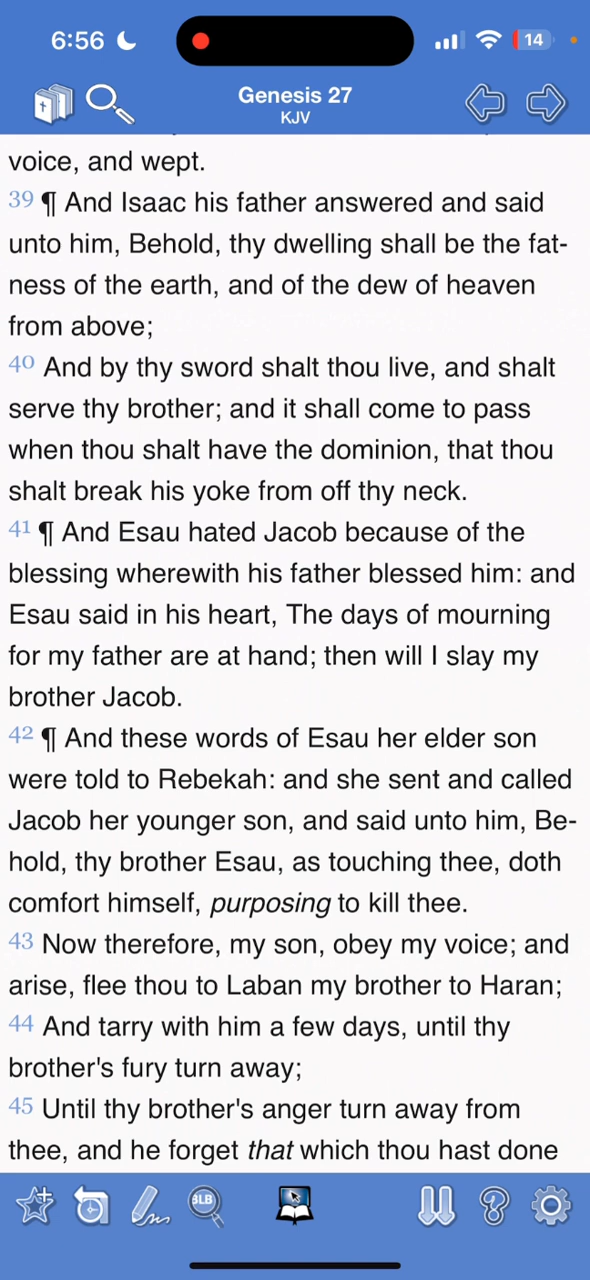 6:56
14
Genesis 27
KJV
voice, and wept.
39 ¶ And Isaac his father answered and said
unto him, Behold, thy dwelling shall be the fat-
ness of the earth, and of the dew of heaven
from above;
40 And by thy sword shalt thou live, and shalt
serve thy brother; and it shall come to pass
when thou shalt have the dominion, that thou
shalt break his yoke from off thy neck.
41 ¶ And Esau hated Jacob because of the
blessing wherewith his father blessed him: and
Esau said in his heart, The days of mourning
for my father are at hand; then will I slay my
brother Jacob.
42 ¶ And these words of Esau her elder son
were told to Rebekah: and she sent and called
Jacob her younger son, and said unto him, Be-
hold, thy brother Esau, as touching thee, doth
comfort himself, purposing to kill thee.
43 Now therefore, my son, obey my voice; and
arise, flee thou to Laban my brother to Haran;
44 And tarry with him a few days, until thy
brother's fury turn away;
45 Until thy brother's anger turn away from
thee, and he forget that which thou hast done
BLB